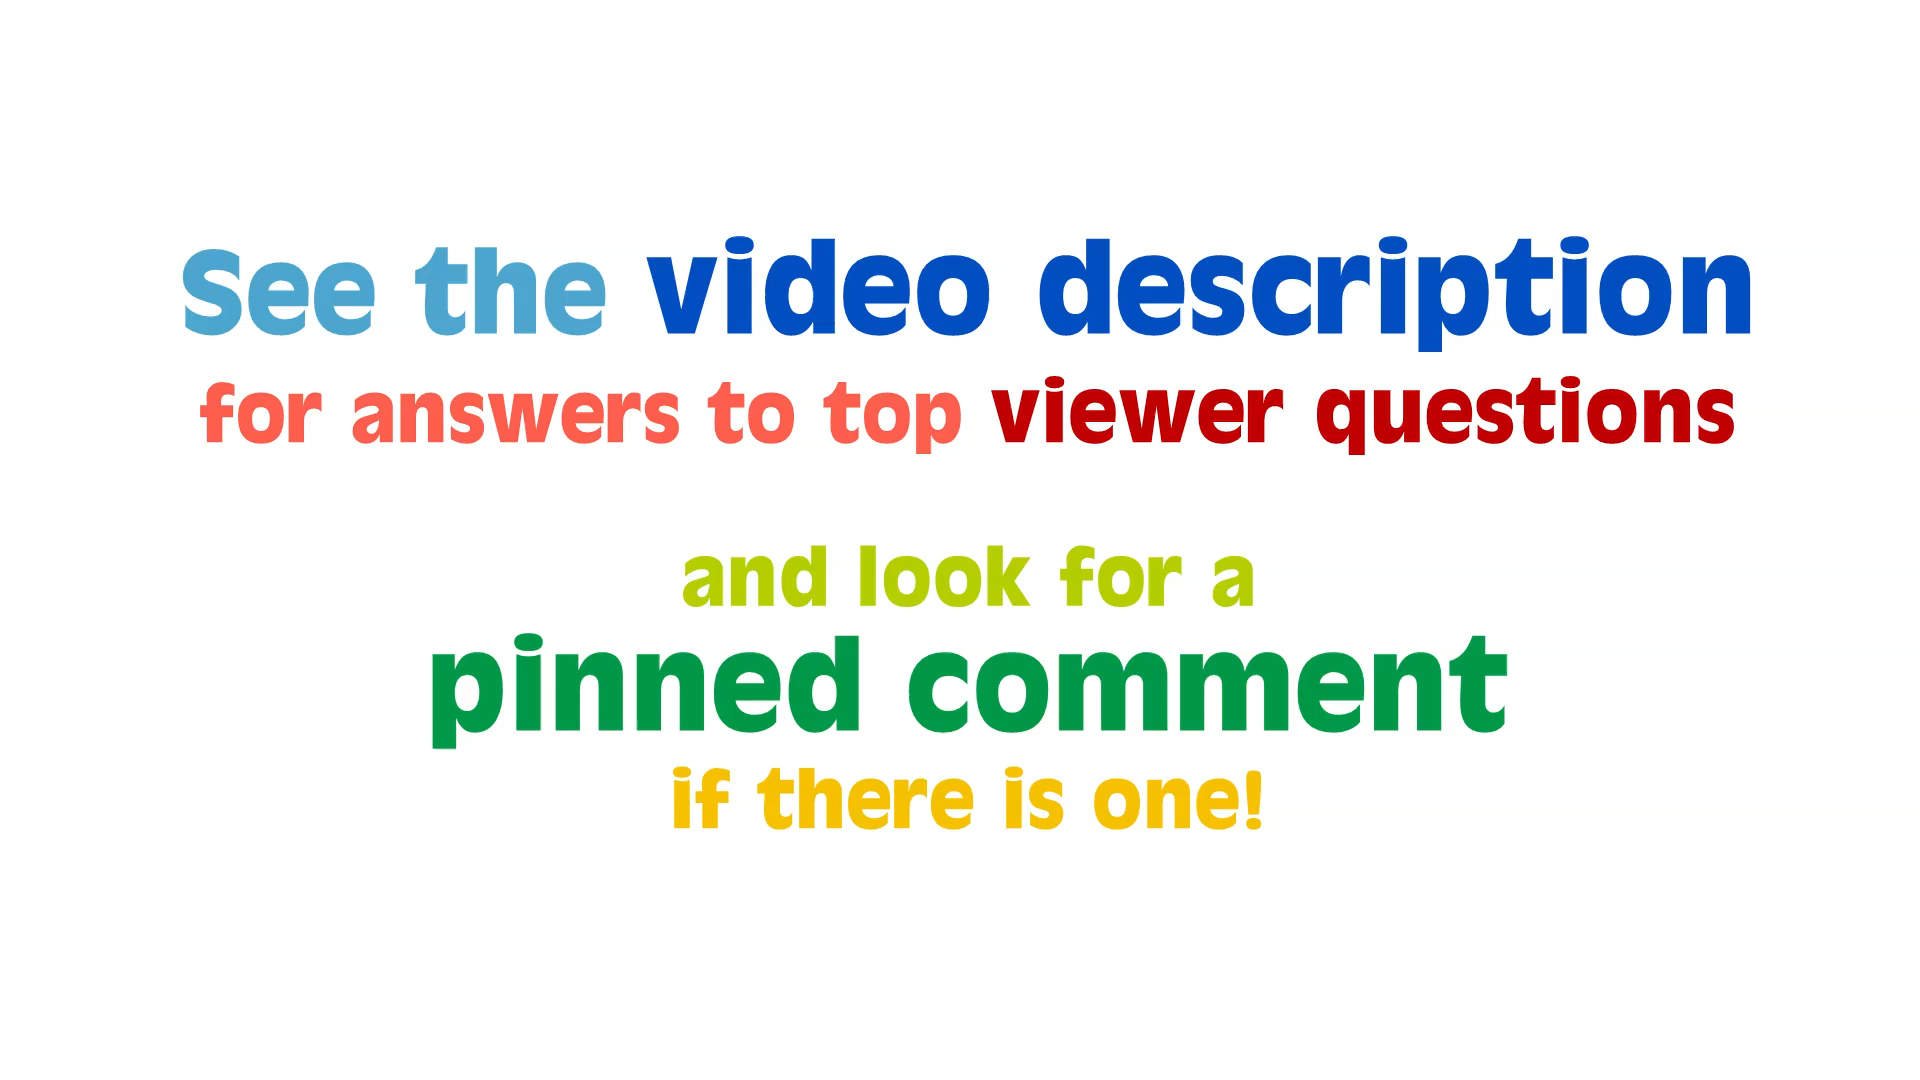 See the video description
for answers to top viewer questions
and look for a
pinned comment
if there is one!